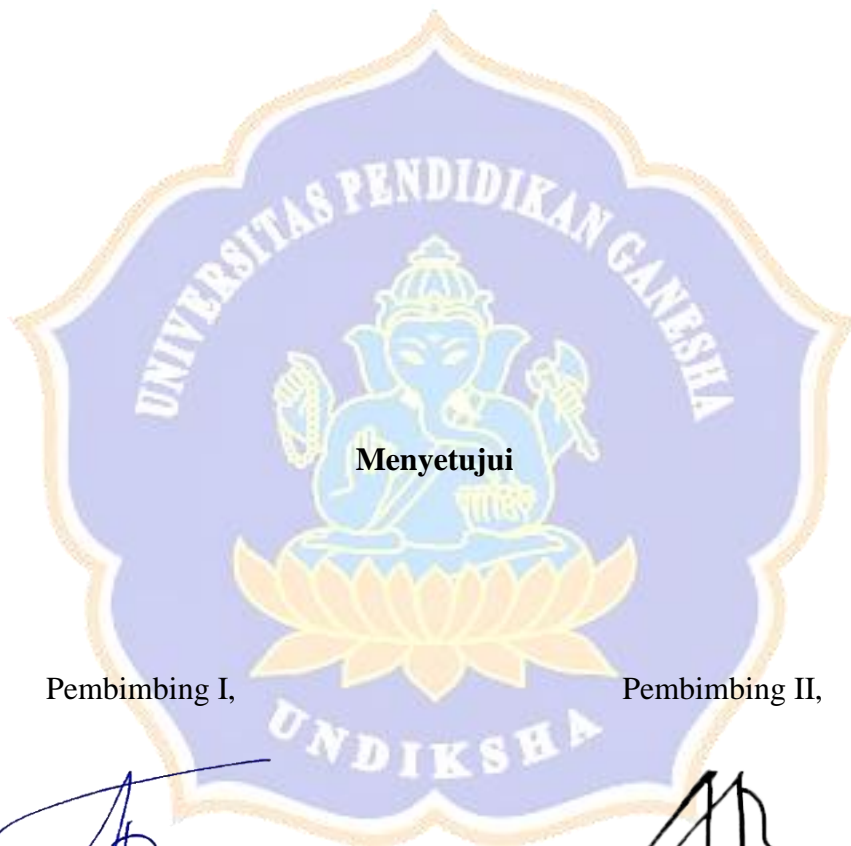 UNIVERSITAS PENDIDIKAN GANESHA
Menyetujui
Pembimbing I,
Pembimbing II,
UNDIKSHA